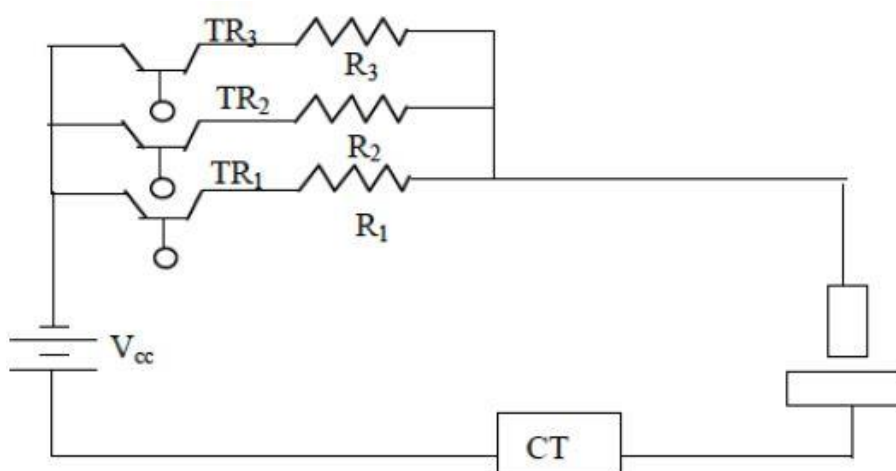 TR₃
R₃
TR₂
R₂
TR₁
R₁
Vcc
CT